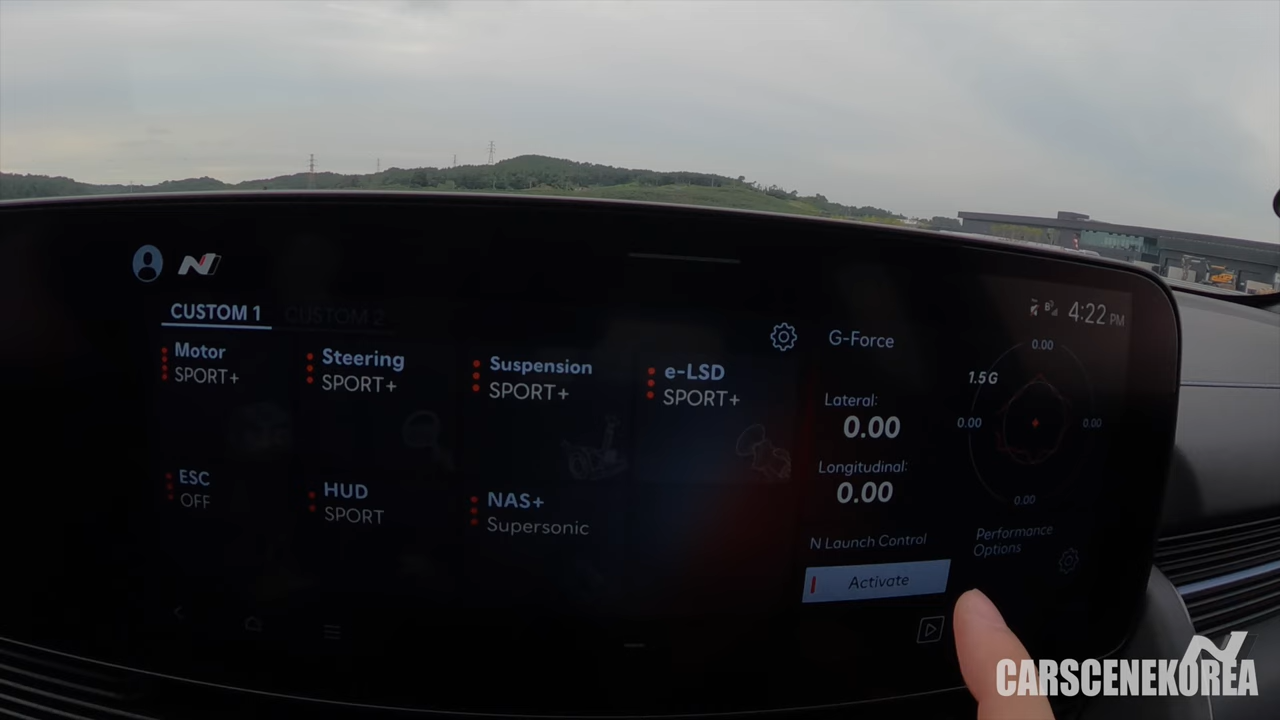 N
CUSTOM 1
CUSTOM 2
Motor
SPORT+
Steering
SPORT+
Suspension
SPORT+
e-LSD
SPORT+
ESC
OFF
HUD
SPORT
NAS+
Supersonic
4:22 PM
G-Force
Lateral:
0.00
Longitudinal:
0.00
0.00
1.5G
0.00
0.00
0.00
N Launch Control
Activate
Performance
Options
N
CARSCENEKOREA